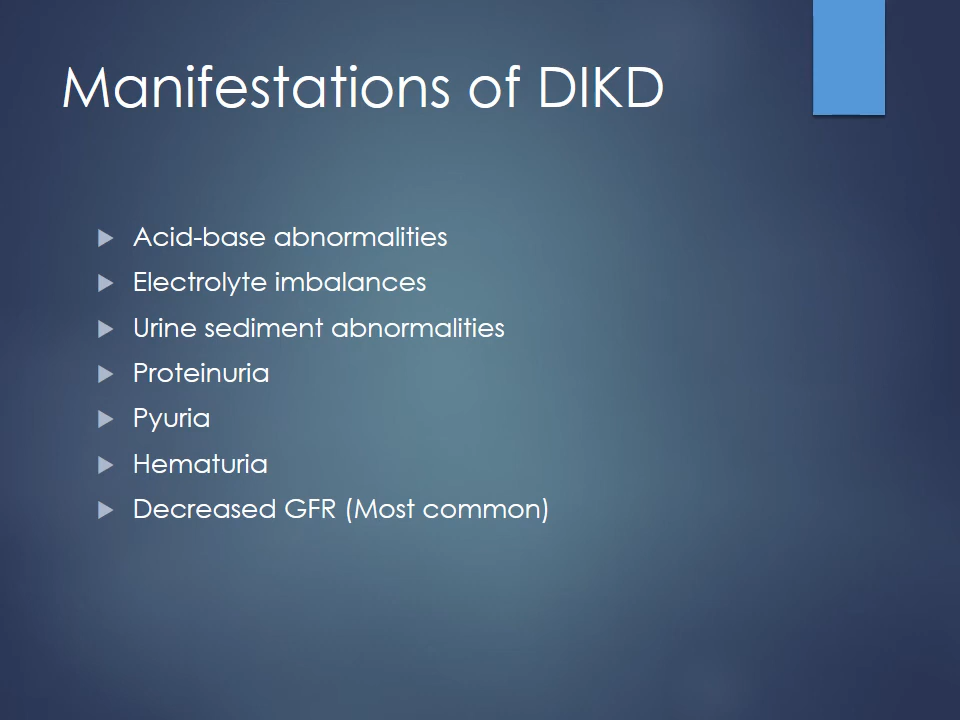 Manifestations of DIKD
Acid-base abnormalities
Electrolyte imbalances
Urine sediment abnormalities
Proteinuria
Pyuria
Hematuria
Decreased GFR (Most common)